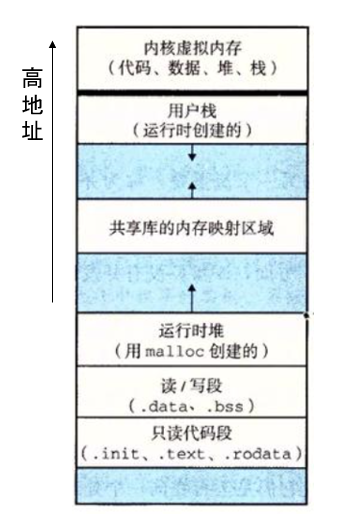 高地址
内核虚拟内存
(代码、数据、堆、栈)
用户栈
(运行时创建的)
共享库的内存映射区域
运行时堆
(用malloc创建的)
读/写段
(.data、.bss)
只读代码段
(.init、.text、.rodata)